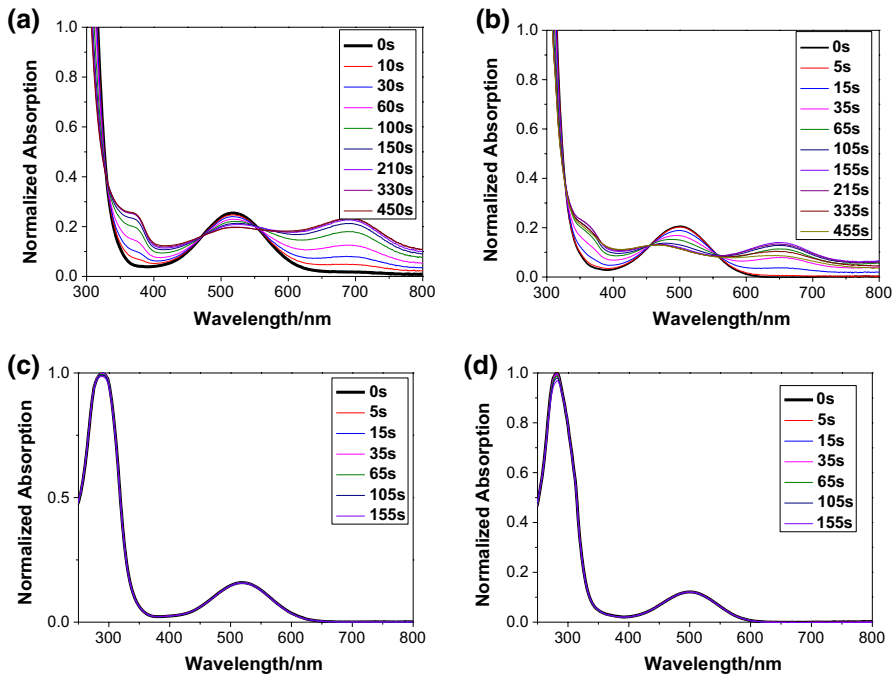 (a)
1.0
0.8
0.6
0.4
0.2
0.0
Normalized Absorption
300 400 500 600 700 800
Wavelength/nm
0s
10s
30s
60s
100s
150s
210s
330s
450s
(b)
1.0
0.8
0.6
0.4
0.2
0.0
Normalized Absorption
300 400 500 600 700 800
Wavelength/nm
0s
5s
15s
35s
65s
105s
155s
215s
335s
455s
(c)
1.0
0.5
0.0
Normalized Absorption
300 400 500 600 700 800
Wavelength/nm
0s
5s
15s
35s
65s
105s
155s
(d)
1.0
0.8
0.6
0.4
0.2
0.0
Normalized Absorption
300 400 500 600 700 800
Wavelength/nm
0s
5s
15s
35s
65s
105s
155s